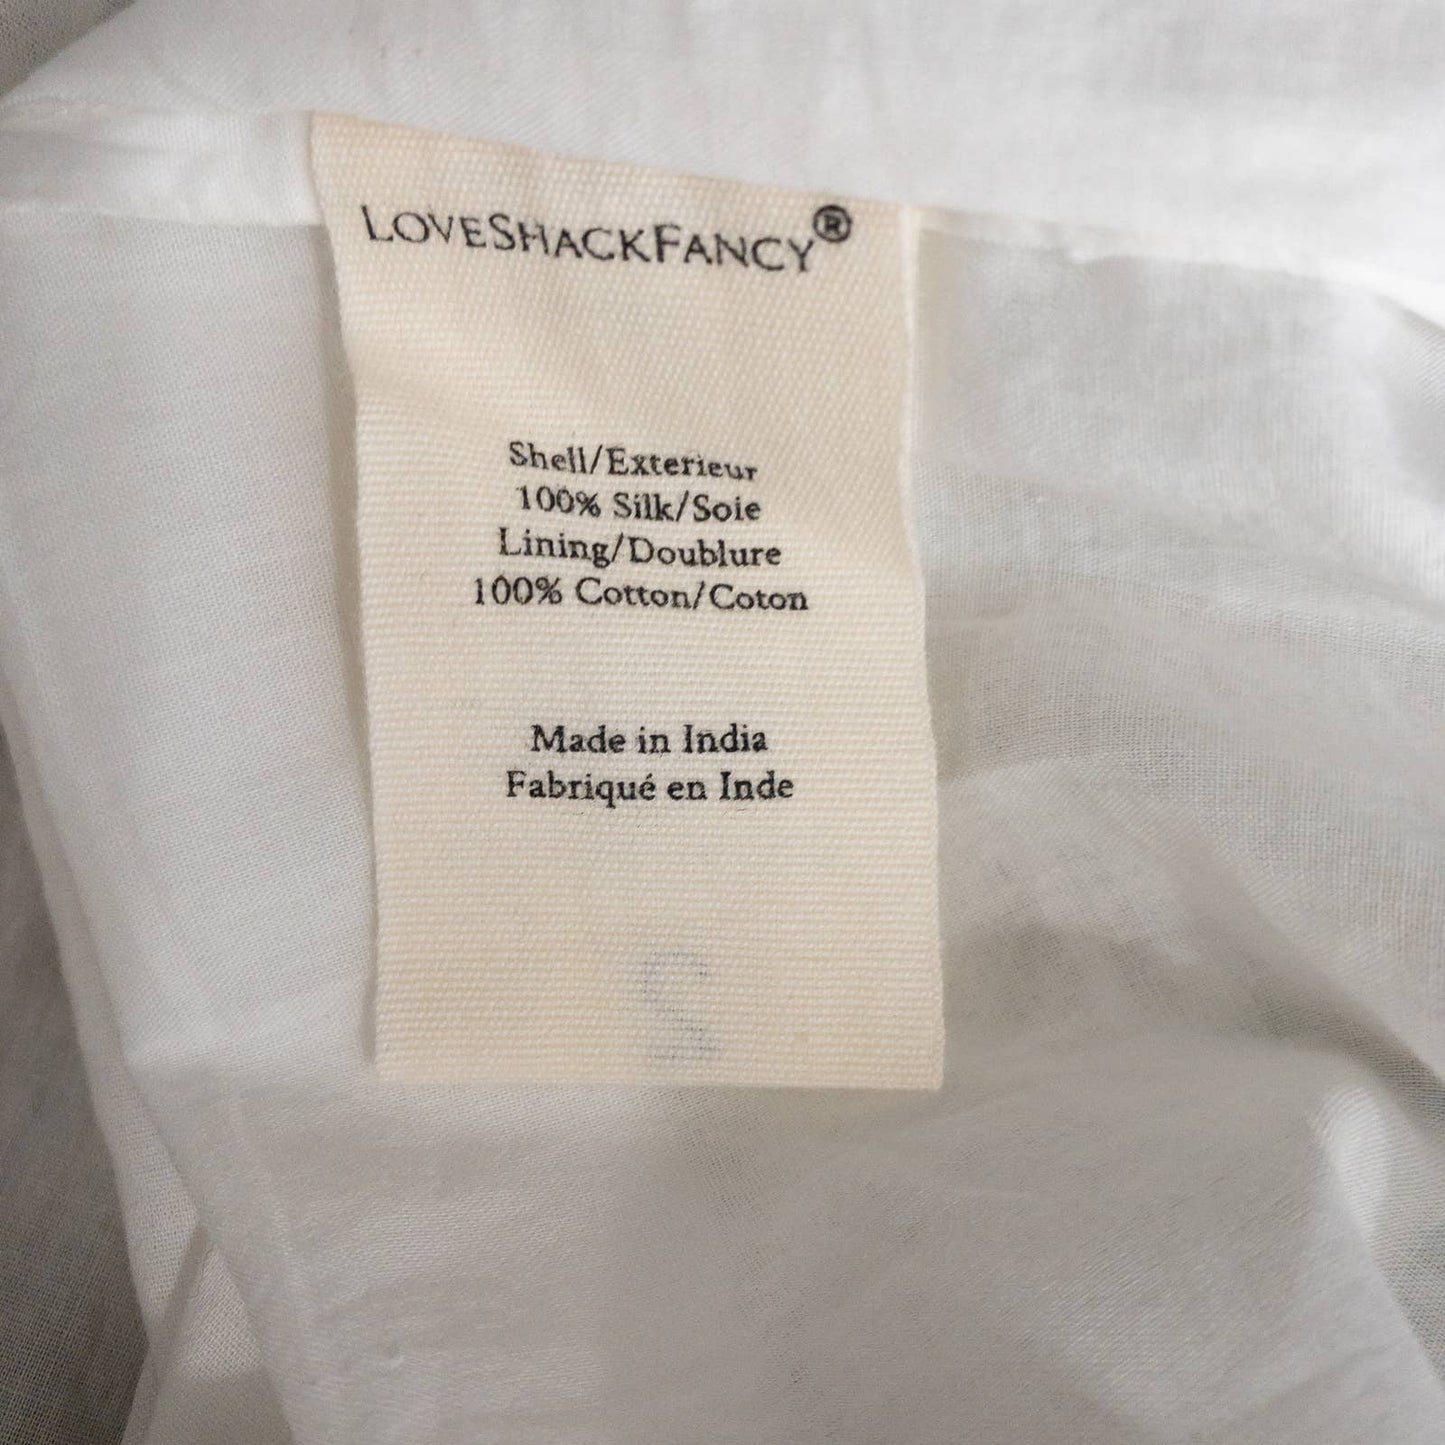 LOVESHACKFANCY®
Shell/Exterieur
100% Silk/Soie
Lining/Doublure
100% Cotton/Coton
Made in India
Fabriqué en Inde